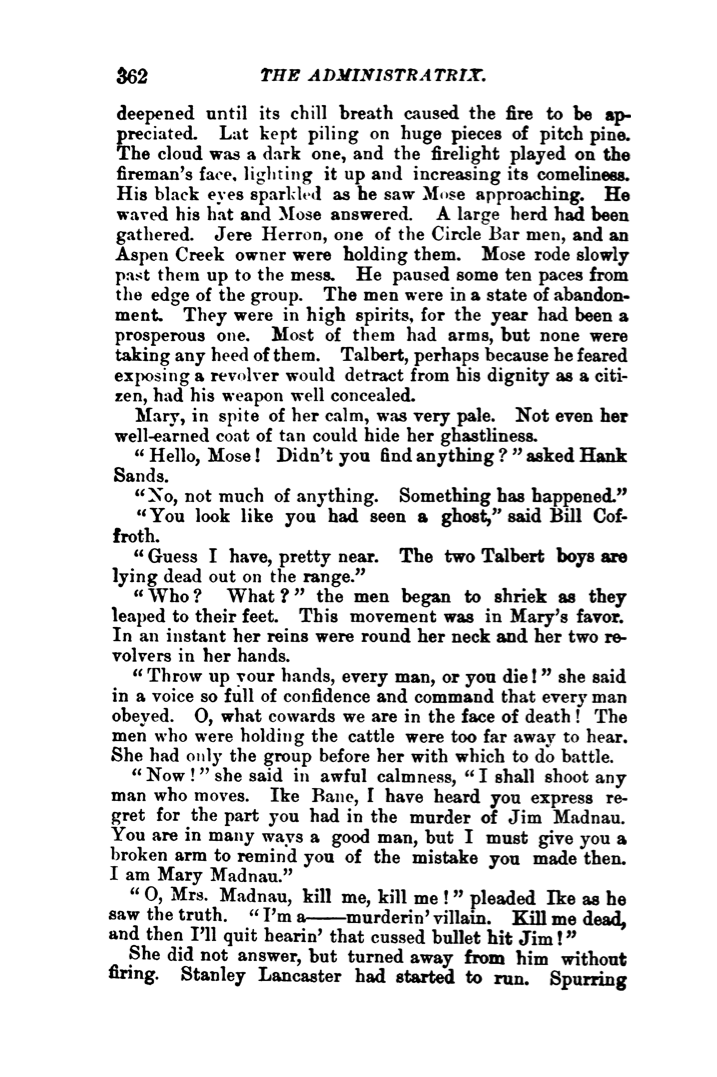 362 THE ADMINISTRATRIX.
deepened until its chill breath caused the fire to be ap-
preciated. Lat kept piling on huge pieces of pitch pine.
The cloud was a dark one, and the firelight played on the
fireman's face, lighting it up and increasing its comeliness.
His black eyes sparkled as he saw Mose approaching. He
waved his hat and Mose answered. A large herd had been
gathered. Jere Herron, one of the Circle Bar men, and an
Aspen Creek owner were holding them. Mose rode slowly
past them up to the mess. He paused some ten paces from
the edge of the group. The men were in a state of abandon-
ment. They were in high spirits, for the year had been a
prosperous one. Most of them had arms, but none were
taking any heed of them. Talbert, perhaps because he feared
exposing a revolver would detract from his dignity as a citi-
zen, had his weapon well concealed.
Mary, in spite of her calm, was very pale. Not even her
well-earned coat of tan could hide her ghastliness.
“Hello, Mose! Didn't you find anything?” asked Hank
Sands.
“No, not much of anything. Something has happened.”
“You look like you had seen a ghost,” said Bill Cof-
froth.
“Guess I have, pretty near. The two Talbert boys are
lying dead out on the range.”
“Who? What?” the men began to shriek as they
leaped to their feet. This movement was in Mary's favor.
In an instant her reins were round her neck and her two re-
volvers in her hands.
“Throw up your hands, every man, or you die!” she said
in a voice so full of confidence and command that every man
obeyed. O, what cowards we are in the face of death! The
men who were holding the cattle were too far away to hear.
She had only the group before her with which to do battle.
“Now!” she said in awful calmness, “I shall shoot any
man who moves. Ike Bane, I have heard you express re-
gret for the part you had in the murder of Jim Madnau.
You are in many ways a good man, but I must give you a
broken arm to remind you of the mistake you made then.
I am Mary Madnau.”
“O, Mrs. Madnau, kill me, kill me!” pleaded Ike as he
saw the truth. “I'm a——murderin' villain. Kill me dead,
and then I'll quit hearin' that cussed bullet hit Jim!”
She did not answer, but turned away from him without
firing. Stanley Lancaster had started to run. Spurring